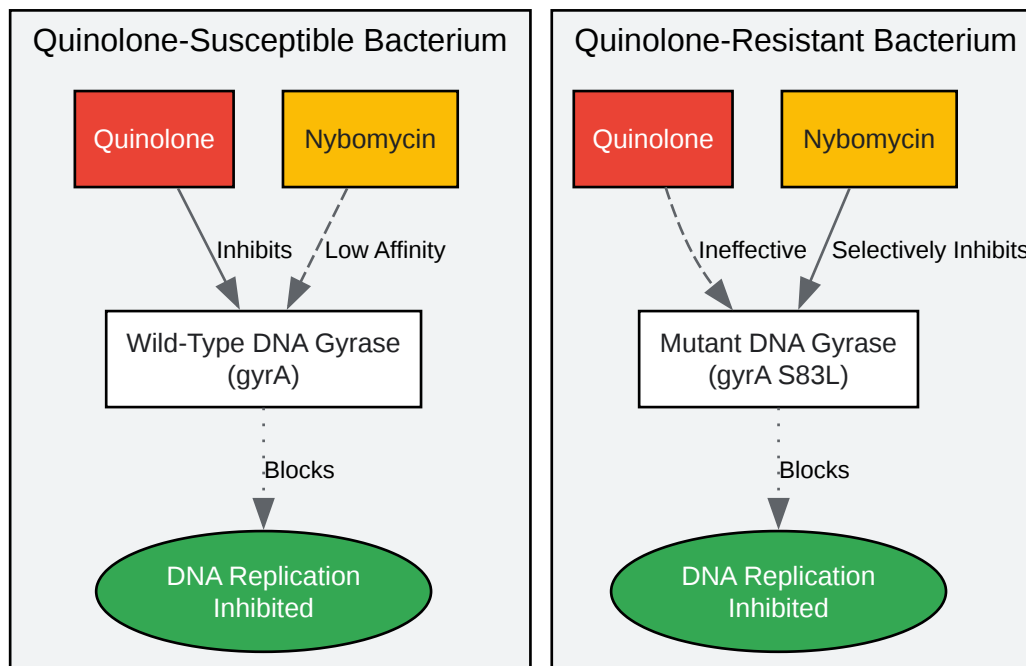 Quinolone-Susceptible Bacterium
Quinolone
Nybomycin
Inhibits
Low Affinity
Wild-Type DNA Gyrase
(gyrA)
Blocks
DNA Replication
Inhibited
Quinolone-Resistant Bacterium
Quinolone
Nybomycin
Ineffective
Selectively Inhibits
Mutant DNA Gyrase
(gyrA S83L)
Blocks
DNA Replication
Inhibited